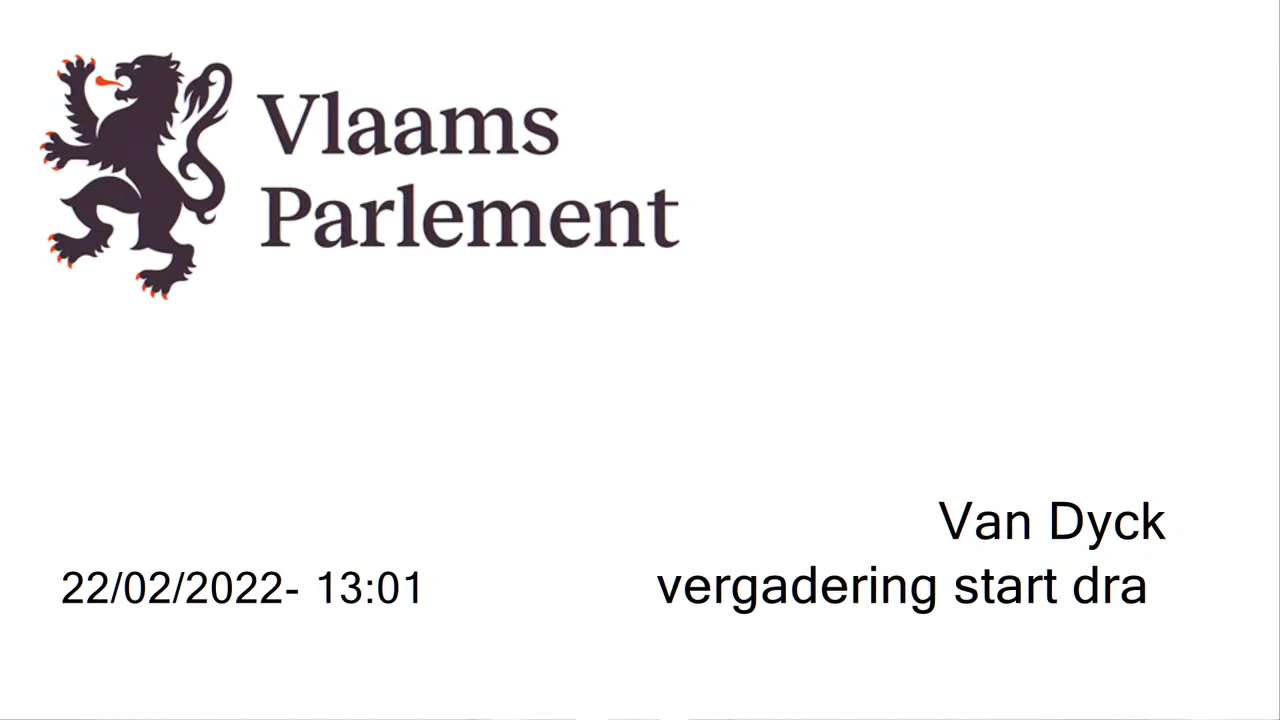 Vlaams
Parlement
Van Dyck
22/02/2022- 13:01
vergadering start dra